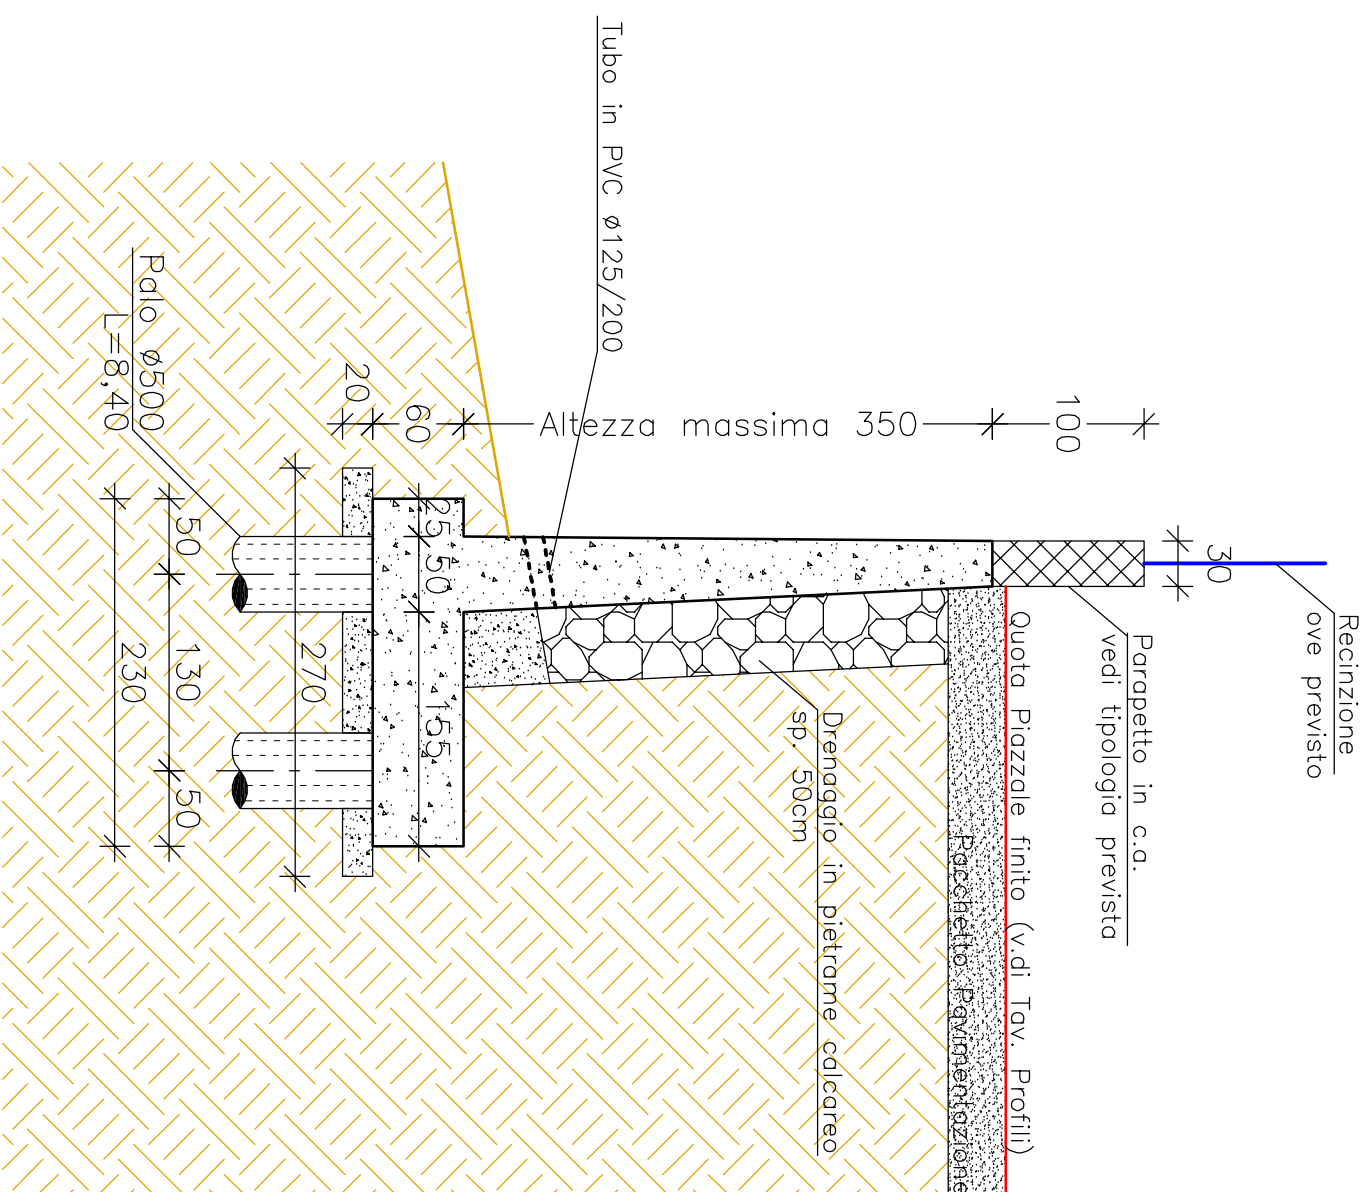 Recinzione
ove previsto
30
Parapetto in c.a.
vedi tipologia prevista
100
Quota Piazzale finito (v.di Tav. Profili)
Pacchetto Pavimentazione
Altezza massima 350
Drenaggio in pietrame calcareo
sp. 50cm
Tubo in PVC ø125/200
25 50 155
60
20
270
Palo ø500
L=8,40
50 130 50
230